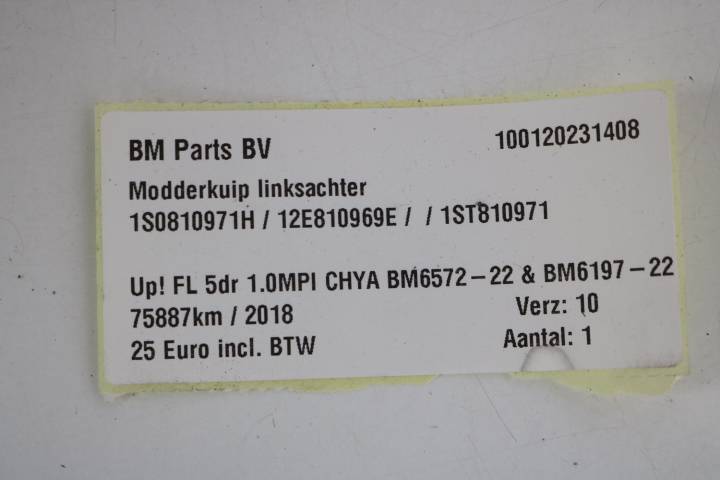 BM Parts BV 100120231408
Modderkuip linksachter
1S0810971H / 12E810969E / / 1ST810971
Up! FL 5dr 1.0MPI CHYA BM6572-22 & BM6197-22
75887km / 2018 Verz: 10
25 Euro incl. BTW Aantal: 1